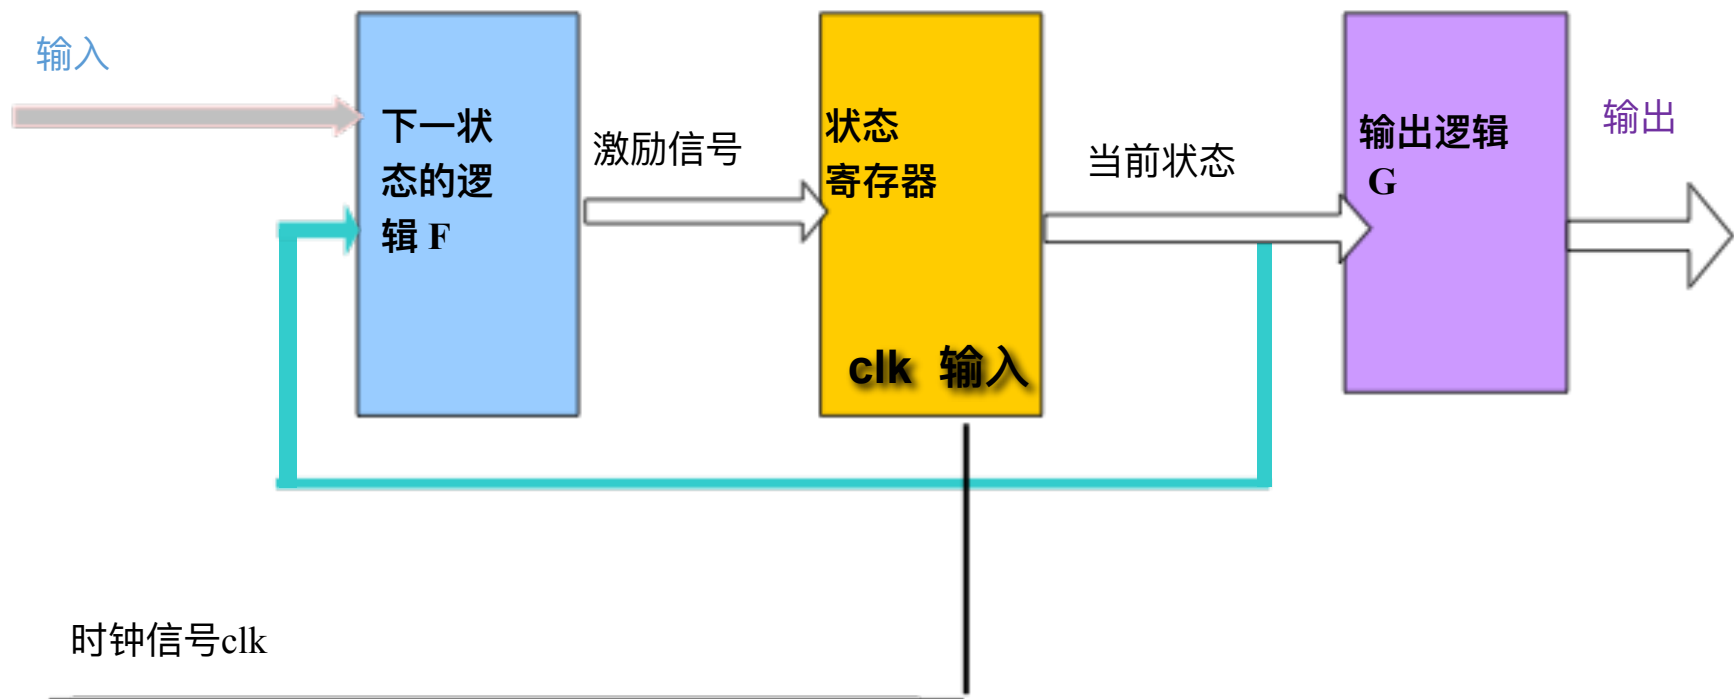 输入
下一状
态的逻
辑 F
激励信号
状态
寄存器
clk 输入
当前状态
输出逻辑
G
输出
时钟信号clk